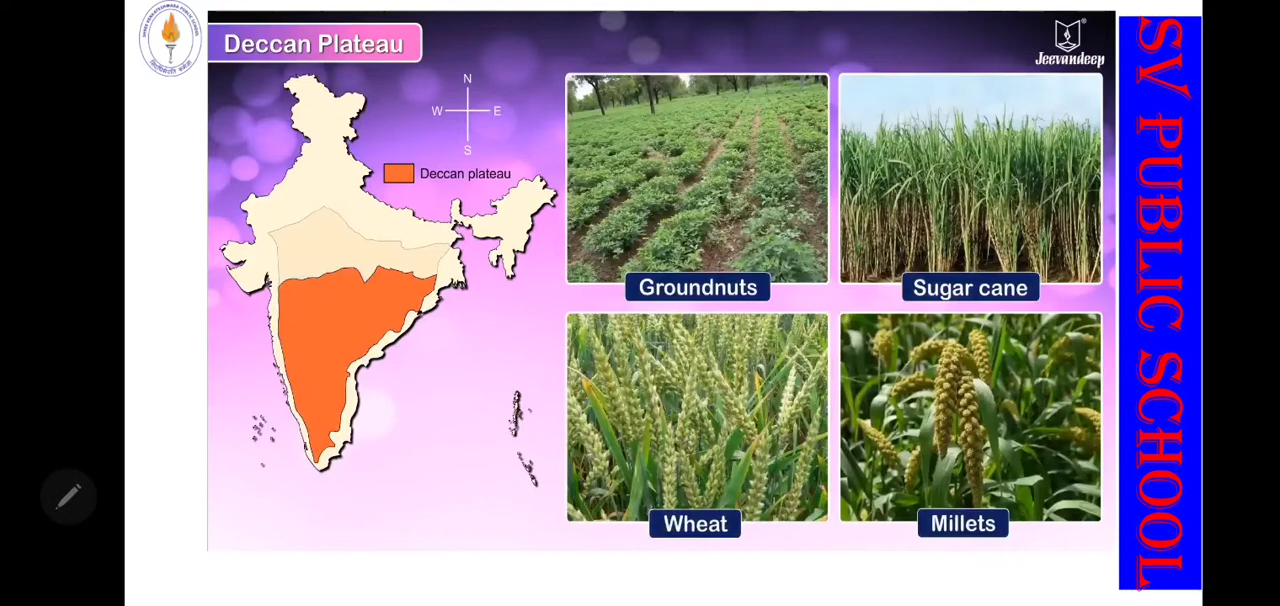 Deccan Plateau
Jeevandeep
N
W E
S
Deccan plateau
Groundnuts
Sugar cane
Wheat
Millets
SV PUBLIC SCHOOL